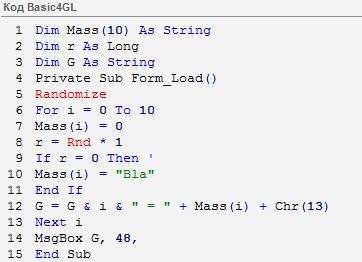 Код Basic4GL
1 Dim Mass(10) As String
2 Dim r As Long
3 Dim G As String
4 Private Sub Form_Load()
5 Randomize
6 For i = 0 To 10
7 Mass(i) = 0
8 r = Rnd * 1
9 If r = 0 Then '
10 Mass(i) = "Bla"
11 End If
12 G = G & i & " = " + Mass(i) + Chr(13)
13 Next i
14 MsgBox G, 48,
15 End Sub